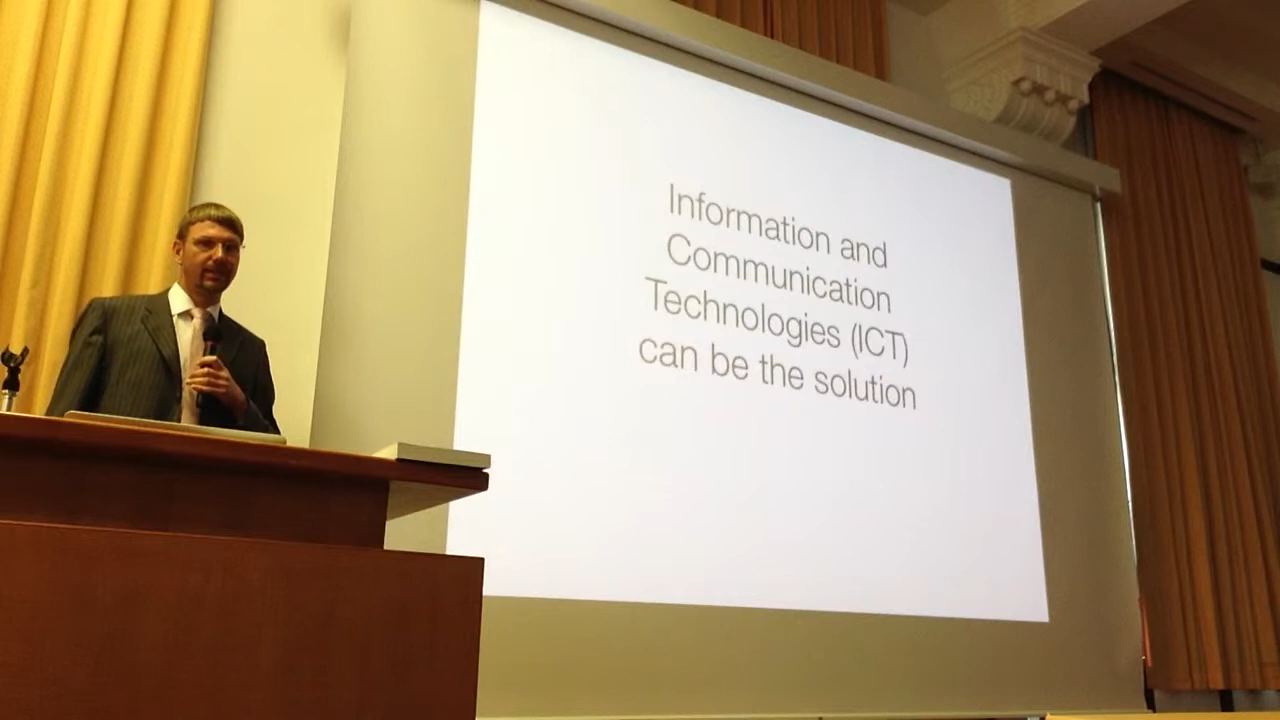 Information and
Communication
Technologies (ICT)
can be the solution